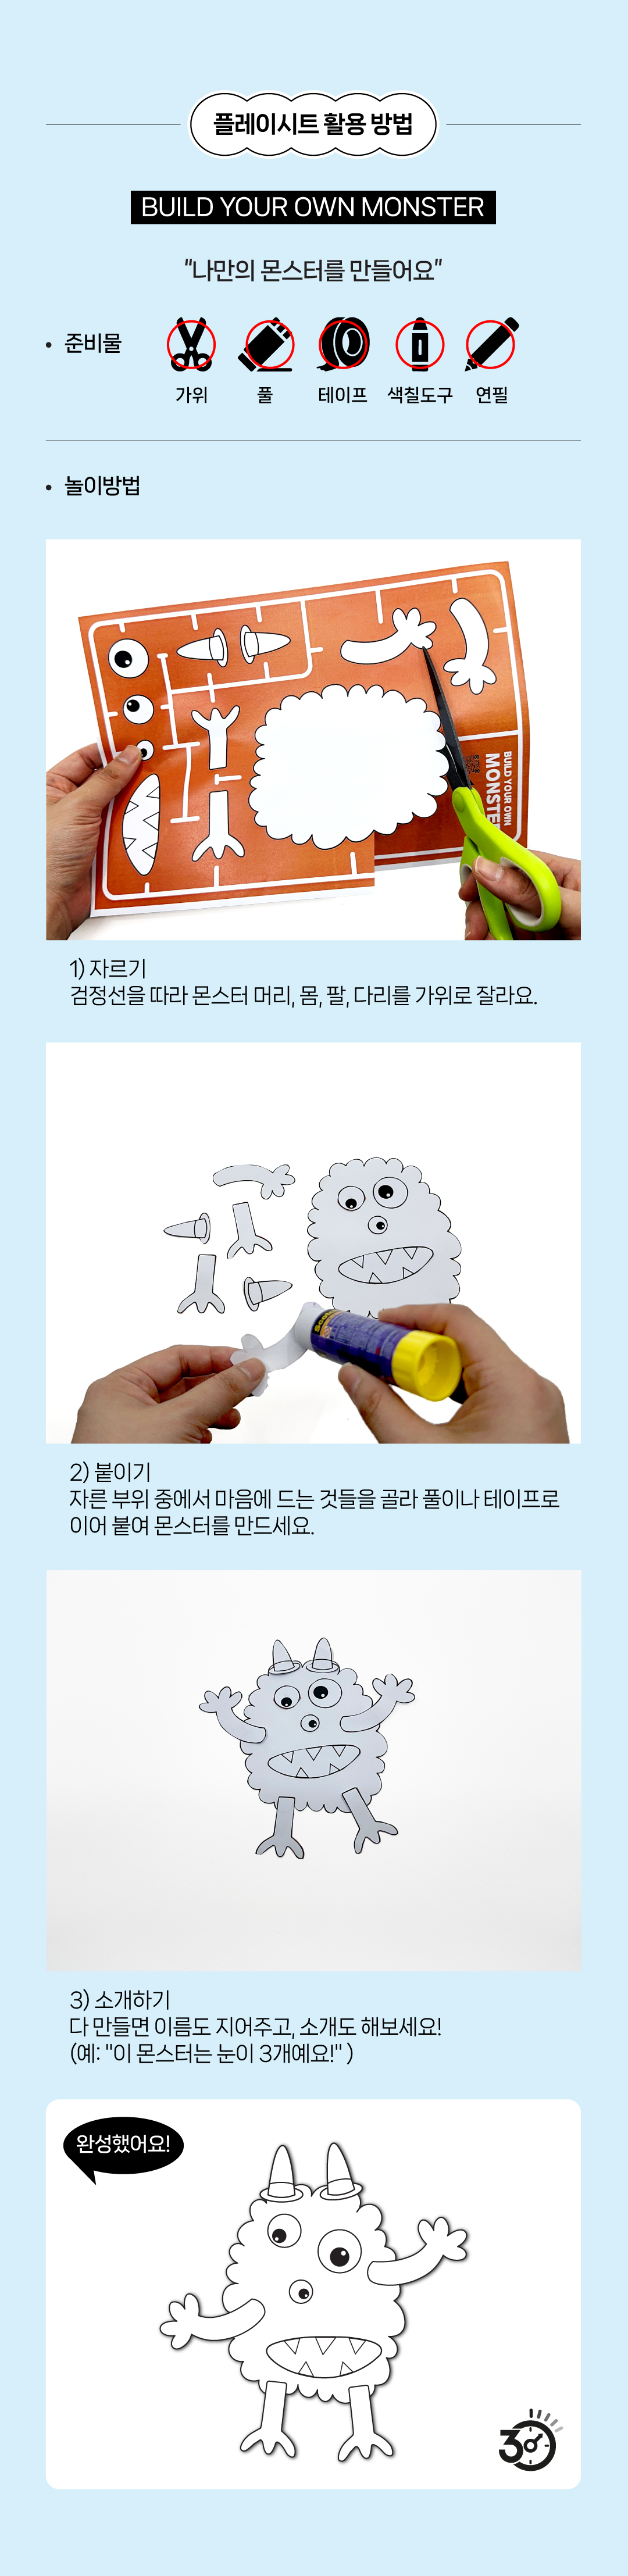 플레이시트 활용 방법
BUILD YOUR OWN MONSTER
“나만의 몬스터를 만들어요”
• 준비물
가위 풀 테이프 색칠도구 연필
• 놀이방법
BUILD YOUR OWN
1) 자르기
검정선을 따라 몬스터 머리, 몸, 팔, 다리를 가위로 잘라요.
2) 붙이기
자른 부위 중에서 마음에 드는 것들을 골라 풀이나 테이프로
이어 붙여 몬스터를 만드세요.
3) 소개하기
다 만들면 이름도 지어주고, 소개도 해보세요!
(예: "이 몬스터는 눈이 3개예요!" )
완성했어요!
30